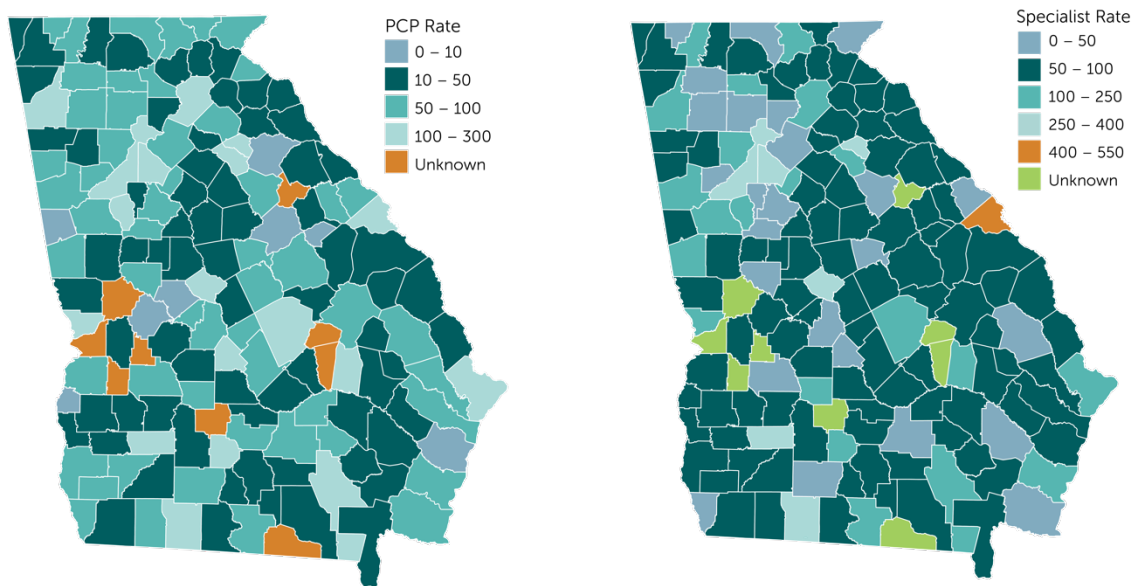 PCP Rate
0 – 10
10 – 50
50 – 100
100 – 300
Unknown
Specialist Rate
0 – 50
50 – 100
100 – 250
250 – 400
400 – 550
Unknown